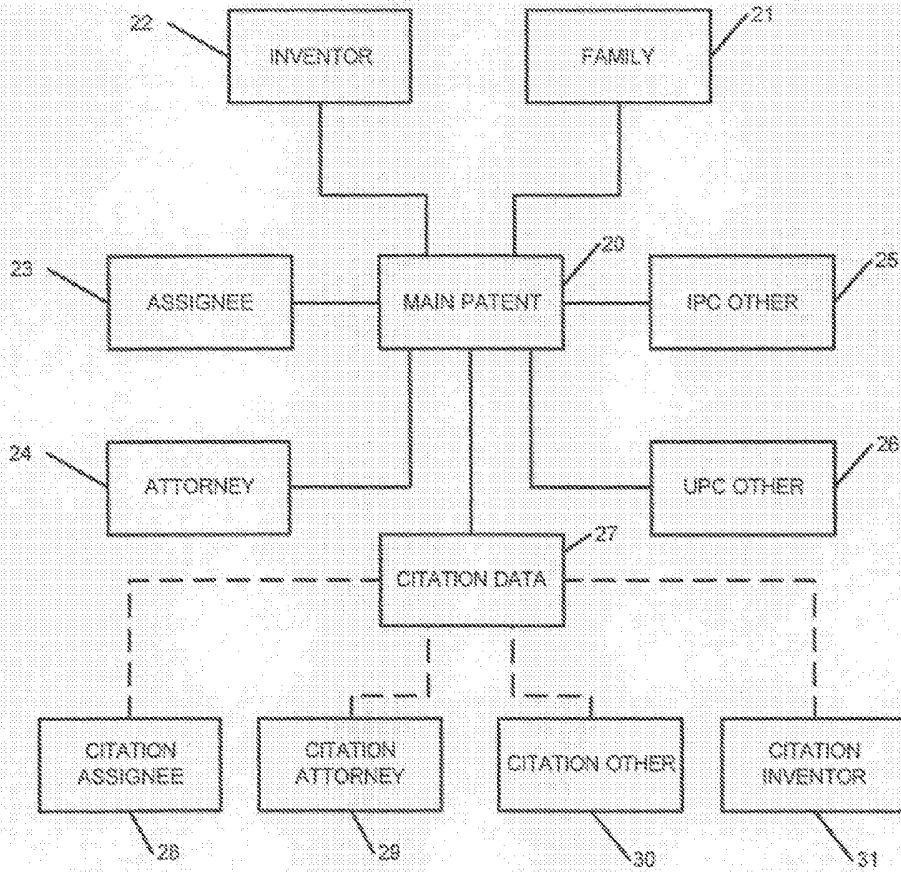 22
INVENTOR
FAMILY
21
23
ASSIGNEE
MAIN PATENT
20
IPC OTHER
25
24
ATTORNEY
UPC OTHER
26
CITATION DATA
27
CITATION
ASSIGNEE
CITATION
ATTORNEY
CITATION OTHER
CITATION
INVENTOR
28
29
30
31